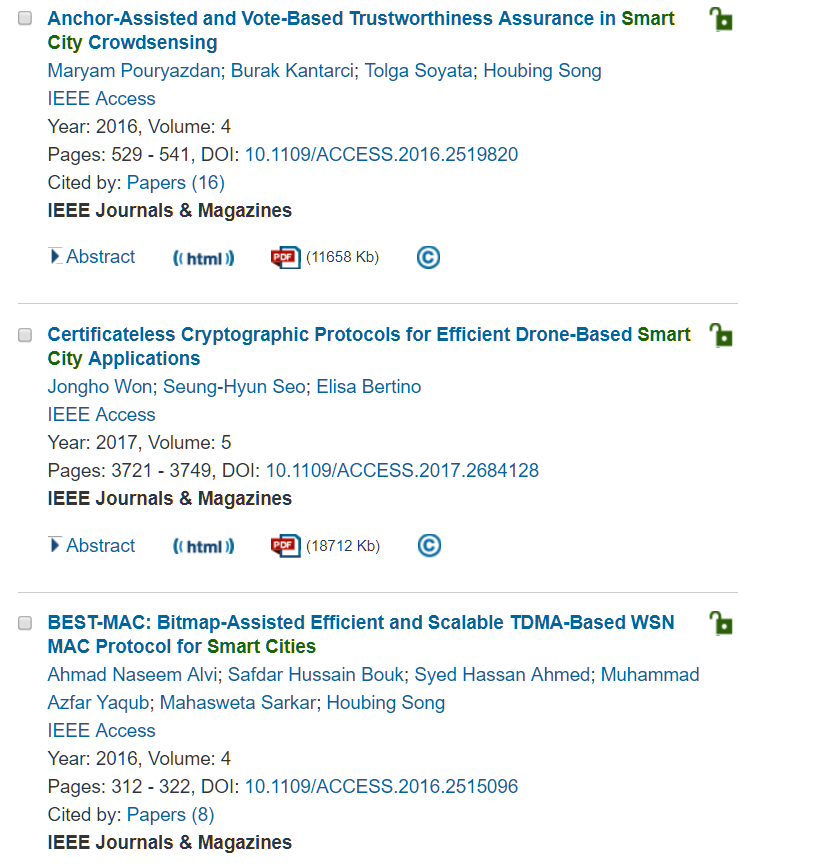 Anchor-Assisted and Vote-Based Trustworthiness Assurance in Smart
City Crowdsensing
Maryam Pouryazdan; Burak Kantarci; Tolga Soyata; Houbing Song
IEEE Access
Year: 2016, Volume: 4
Pages: 529 - 541, DOI: 10.1109/ACCESS.2016.2519820
Cited by: Papers (16)
IEEE Journals & Magazines
Abstract ((html)) PDF (11658 Kb) ©
Certificateless Cryptographic Protocols for Efficient Drone-Based Smart
City Applications
Jongho Won; Seung-Hyun Seo; Elisa Bertino
IEEE Access
Year: 2017, Volume: 5
Pages: 3721 - 3749, DOI: 10.1109/ACCESS.2017.2684128
IEEE Journals & Magazines
Abstract ((html)) PDF (18712 Kb) ©
BEST-MAC: Bitmap-Assisted Efficient and Scalable TDMA-Based WSN
MAC Protocol for Smart Cities
Ahmad Naseem Alvi; Safdar Hussain Bouk; Syed Hassan Ahmed; Muhammad
Azfar Yaqub; Mahasweta Sarkar; Houbing Song
IEEE Access
Year: 2016, Volume: 4
Pages: 312 - 322, DOI: 10.1109/ACCESS.2016.2515096
Cited by: Papers (8)
IEEE Journals & Magazines